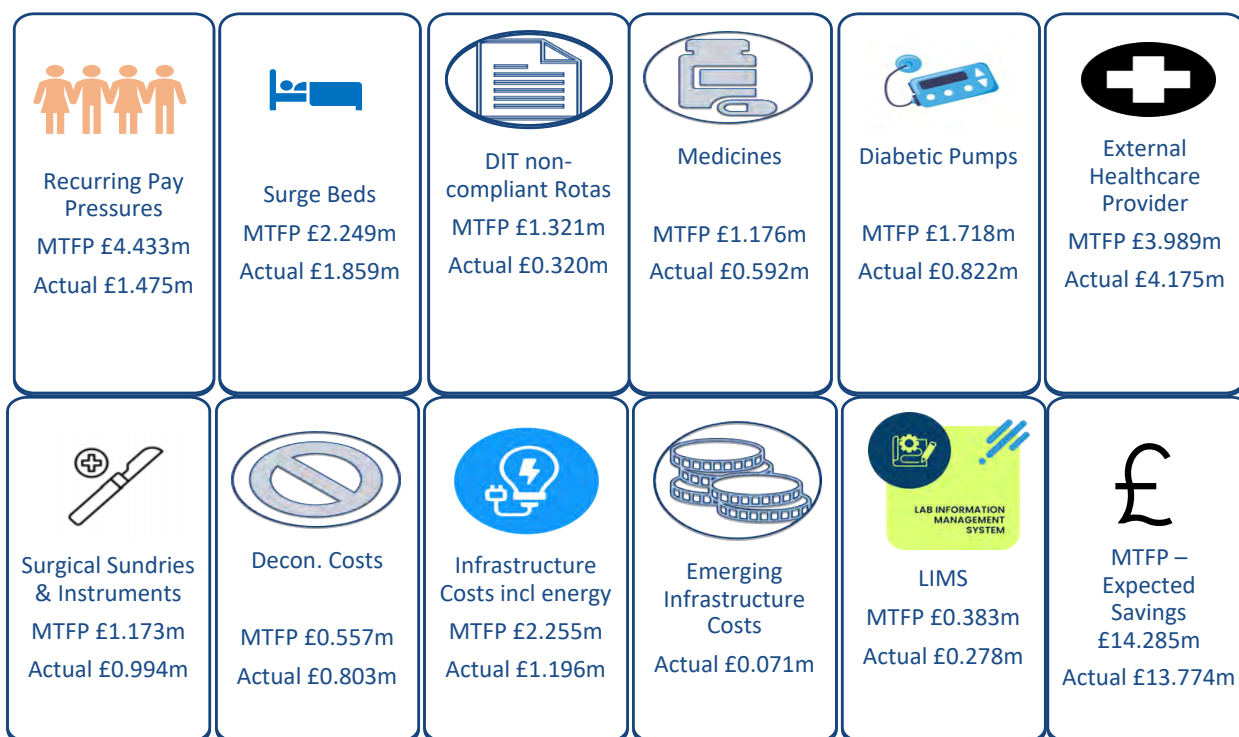 Recurring Pay
Pressures
MTFP £4.433m
Actual £1.475m
Surge Beds
MTFP £2.249m
Actual £1.859m
DIT non-
compliant Rotas
MTFP £1.321m
Actual £0.320m
Medicines
MTFP £1.176m
Actual £0.592m
Diabetic Pumps
MTFP £1.718m
Actual £0.822m
External
Healthcare
Provider
MTFP £3.989m
Actual £4.175m
Surgical Sundries
& Instruments
MTFP £1.173m
Actual £0.994m
Decon. Costs
MTFP £0.557m
Actual £0.803m
Infrastructure
Costs incl energy
MTFP £2.255m
Actual £1.196m
Emerging
Infrastructure
Costs
Actual £0.071m
LAB INFORMATION
MANAGEMENT
SYSTEM
LIMS
MTFP £0.383m
Actual £0.278m
£
MTFP –
Expected
Savings
£14.285m
Actual £13.774m